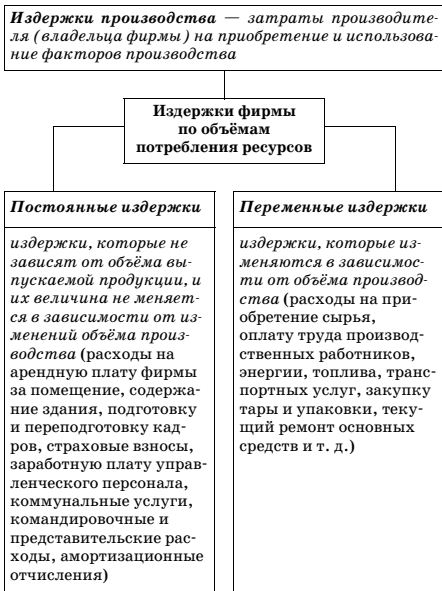 Издержки производства — затраты производите-
ля (владельца фирмы) на приобретение и использова-
ние факторов производства
Издержки фирмы
по объёмам
потребления ресурсов
Постоянные издержки
издержки, которые не
зависят от объёма вы-
пускаемой продукции, и
их величина не меняет-
ся в зависимости от из-
менений объёма произ-
водства (расходы на
арендную плату фирмы
за помещение, содержа-
ние здания, подготовку
и переподготовку кад-
ров, страховые взносы,
заработную плату управ-
ленческого персонала,
коммунальные услуги,
командировочные и
представительские рас-
ходы, амортизационные
отчисления)
Переменные издержки
издержки, которые из-
меняются в зависимос-
ти от объёма производ-
ства (расходы на при-
обретение сырья,
оплату труда производ-
ственных работников,
энергии, топлива, транс-
портных услуг, закупку
тары и упаковки, теку-
щий ремонт основных
средств и т. д.)